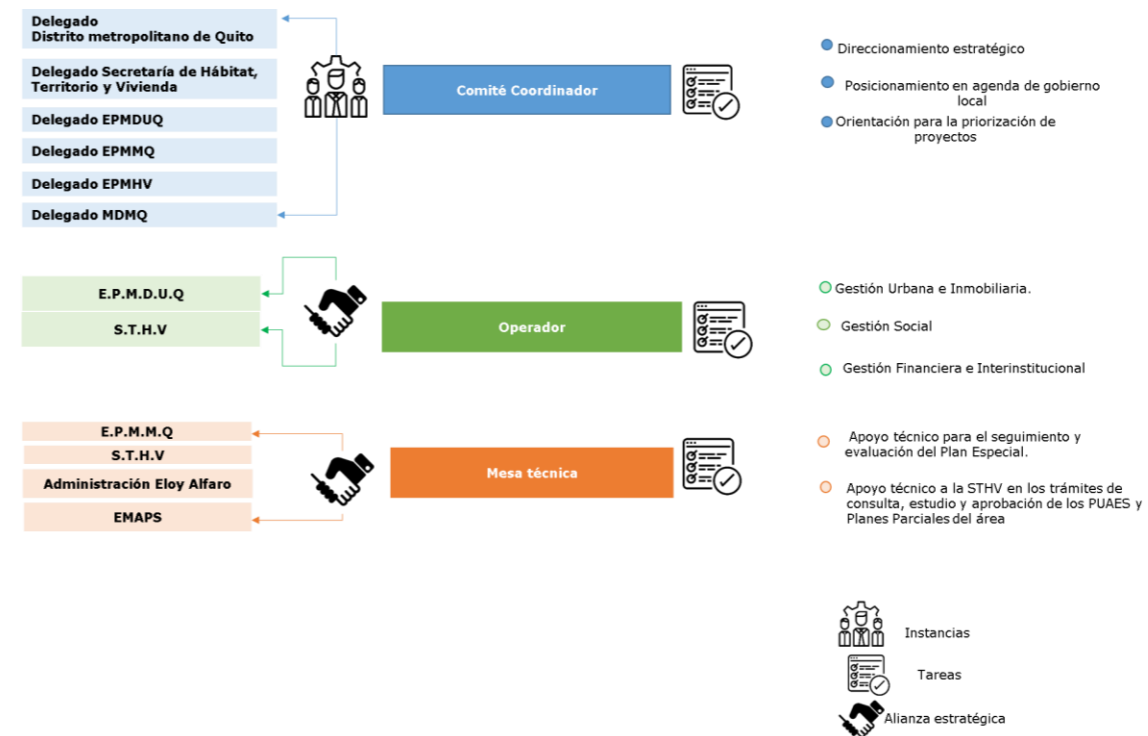 Delegado
Distrito metropolitano de Quito
Delegado Secretaría de Hábitat,
Territorio y Vivienda
Delegado EPMDUQ
Delegado EPMMQ
Delegado EPMHV
Delegado MDMQ
Comité Coordinador
Direccionamiento estratégico
Posicionamiento en agenda de gobierno
local
Orientación para la priorización de
proyectos
E.P.M.D.U.Q
S.T.H.V
Operador
Gestión Urbana e Inmobiliaria.
Gestión Social
Gestión Financiera e Interinstitucional
E.P.M.M.Q
S.T.H.V
Administración Eloy Alfaro
EMAPS
Mesa técnica
Apoyo técnico para el seguimiento y
evaluación del Plan Especial.
Apoyo técnico a la STHV en los trámites de
consulta, estudio y aprobación de los PUAES y
Planes Parciales del área
Instancias
Tareas
Alianza estratégica